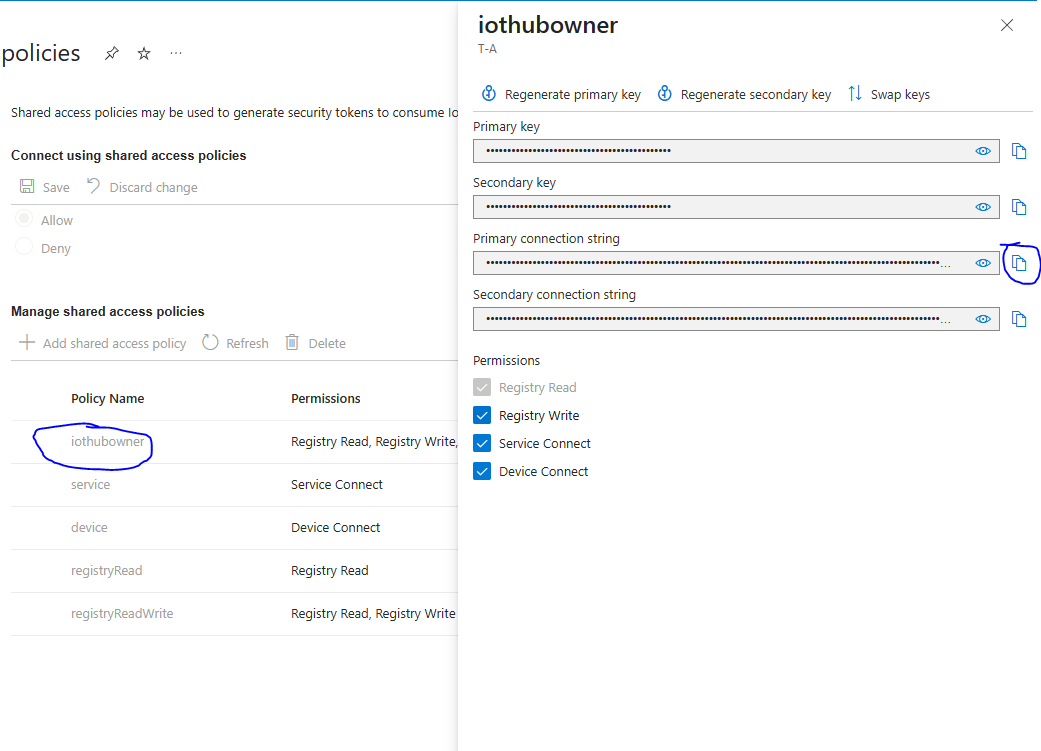 policies
...
Shared access policies may be used to generate security tokens to consume Io
Connect using shared access policies
Save Discard change
Allow
Deny
Manage shared access policies
Add shared access policy Refresh Delete
Policy Name Permissions
iothubowner Registry Read, Registry Write,
service Service Connect
device Device Connect
registryRead Registry Read
registryReadWrite Registry Read, Registry Write
iothubowner
T-A
Regenerate primary key Regenerate secondary key Swap keys
Primary key
Secondary key
Primary connection string
Secondary connection string
Permissions
Registry Read
Registry Write
Service Connect
Device Connect